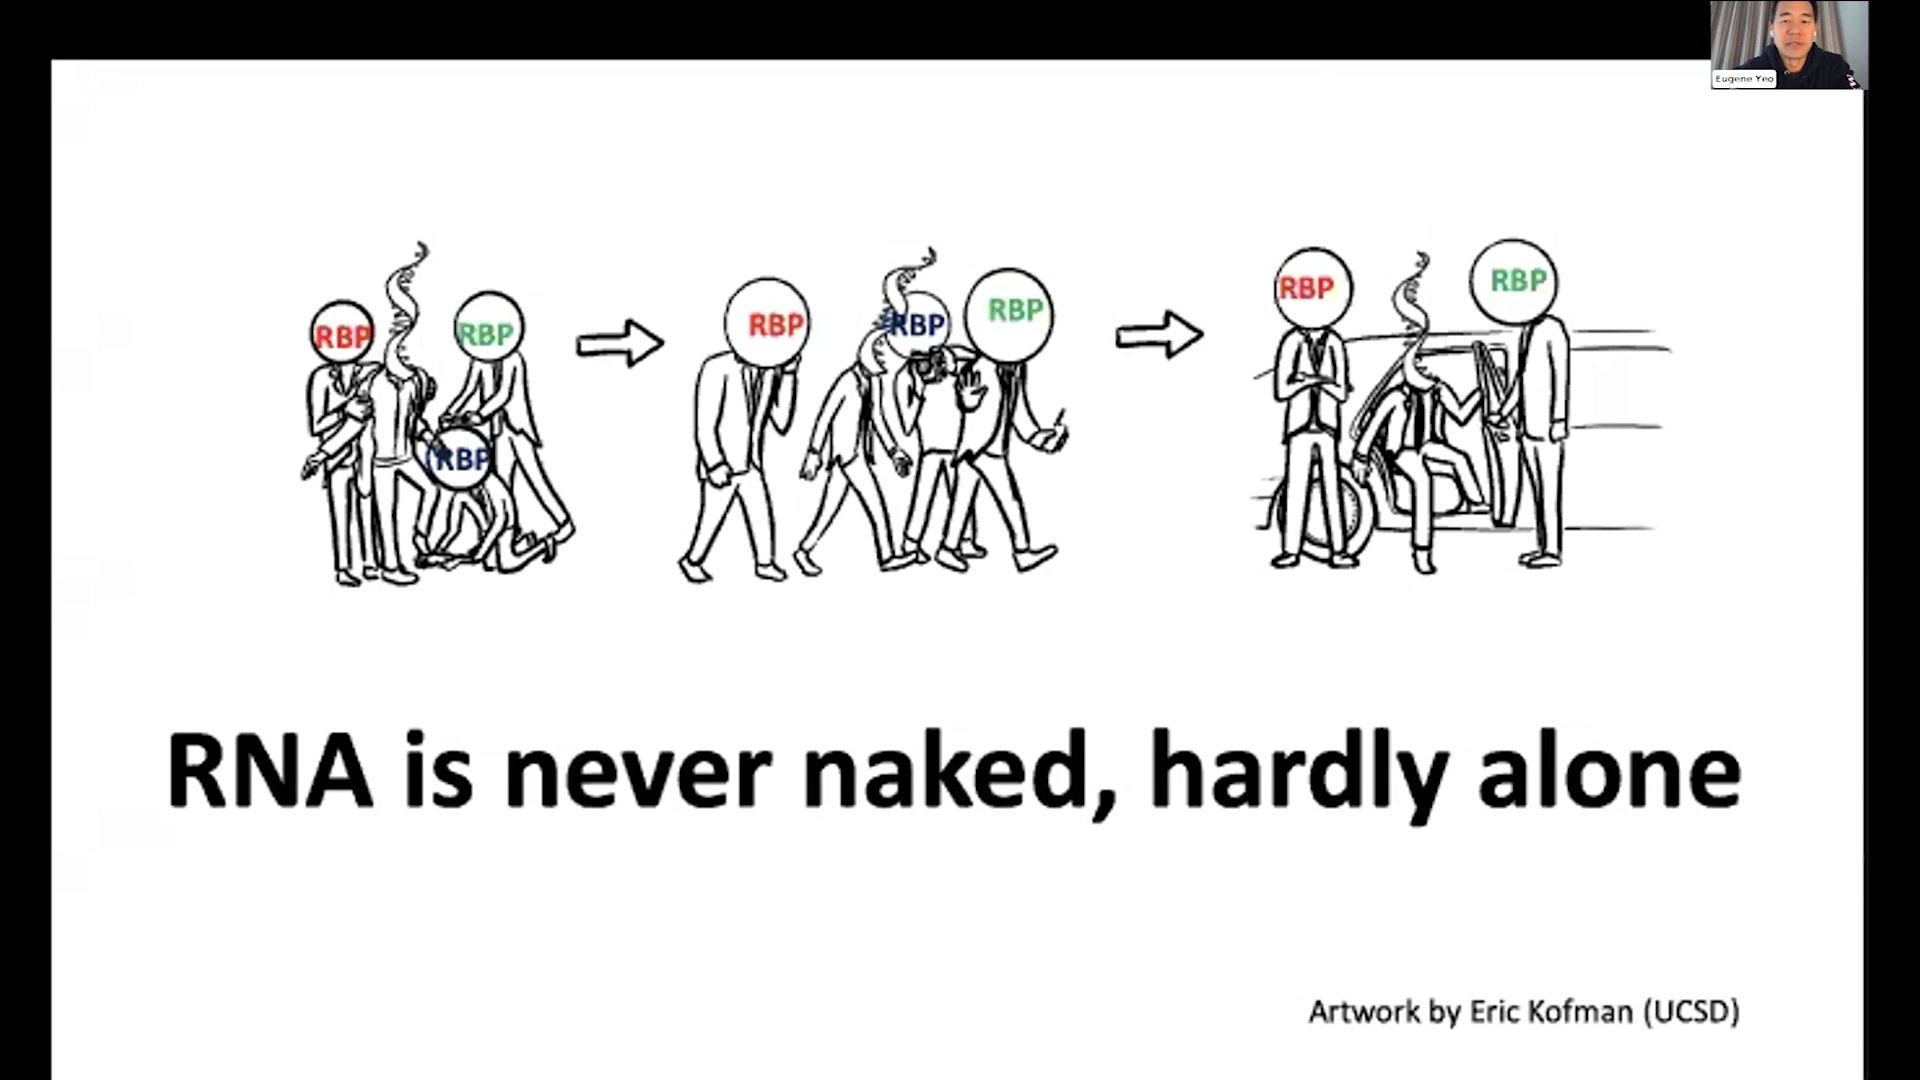 Eugene Yeo
RBP
RBP
RBP
RBP
RBP
RBP
RBP
RBP
RNA is never naked, hardly alone
Artwork by Eric Kofman (UCSD)